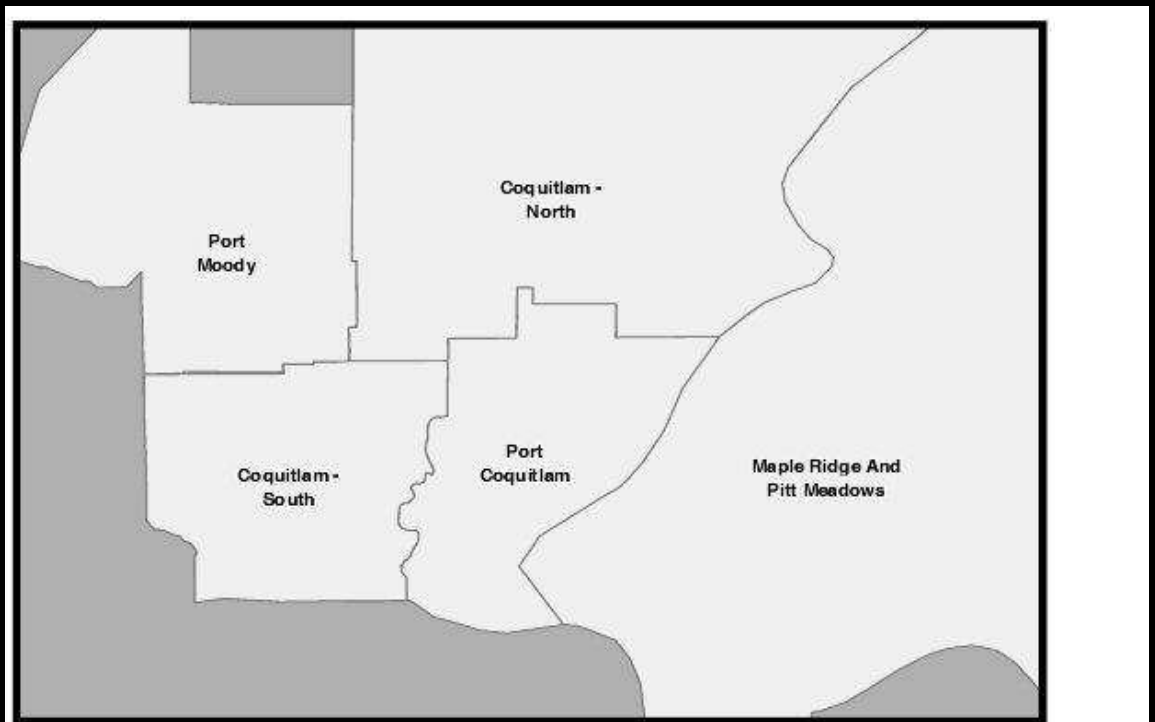 Coquitlam -
North
Port
Moody
Port
Coquitlam
Coquitlam -
South
Maple Ridge And
Pitt Meadows